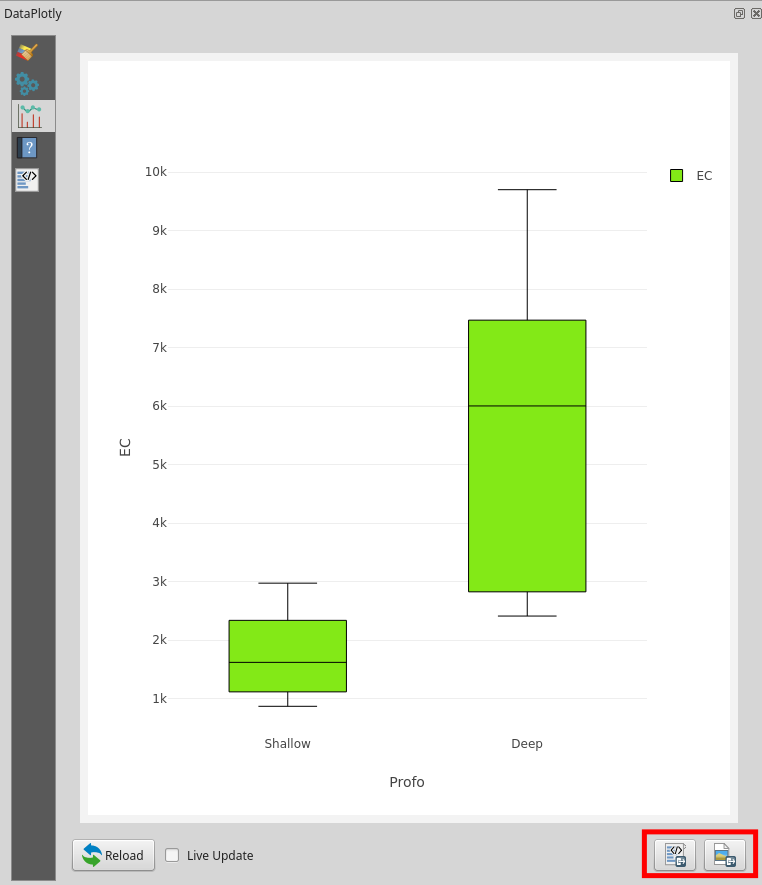 DataPlotly
10k
9k
8k
7k
6k
5k
4k
3k
2k
1k
EC
EC
Shallow
Deep
Profo
Reload
Live Update